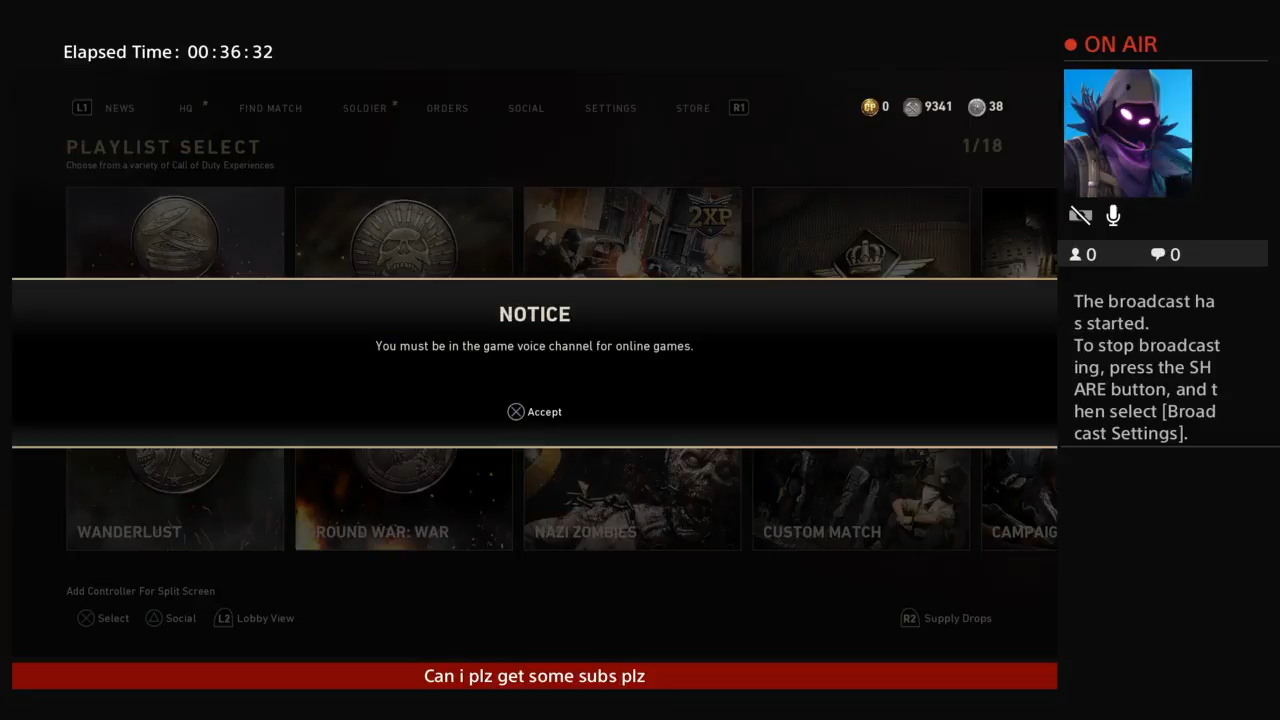 Elapsed Time: 00:36:32
ON AIR
L1 NEWS HQ * FIND MATCH SOLDIER * ORDERS SOCIAL SETTINGS STORE R1
CP 0 9341 38
PLAYLIST SELECT
1/18
Choose from a variety of Call of Duty Experiences
2XP
0 0
NOTICE
You must be in the game voice channel for online games.
Accept
The broadcast ha
s started.
To stop broadcast
ing, press the SH
ARE button, and t
hen select [Broad
cast Settings].
WANDERLUST
GROUND WAR: WAR
NAZI ZOMBIES
CUSTOM MATCH
CAMPAIG
Add Controller For Split Screen
Select Social L2 Lobby View
R2 Supply Drops
Can i plz get some subs plz